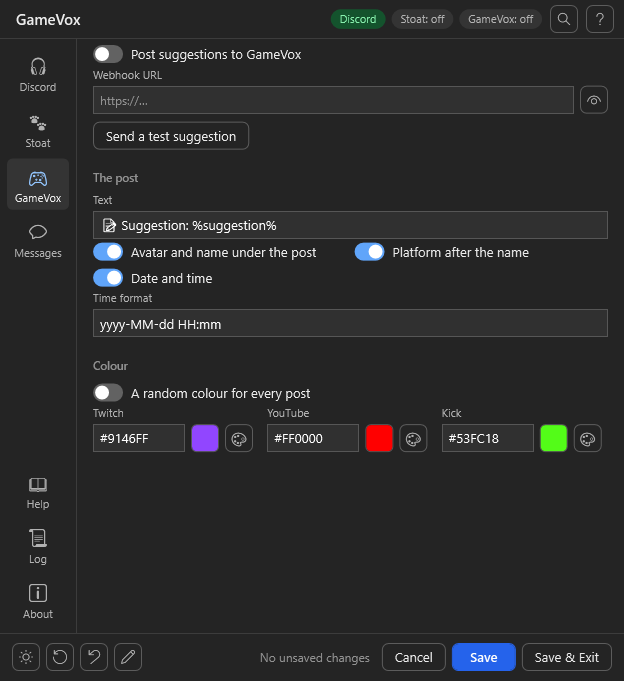 GameVox
Discord Stoat: off GameVox: off ?
Discord
Stoat
GameVox
Messages
Post suggestions to GameVox
Webhook URL
https://...
Send a test suggestion
The post
Text
📝 Suggestion: %suggestion%
Avatar and name under the post Platform after the name
Date and time
Time format
yyyy-MM-dd HH:mm
Colour
A random colour for every post
Twitch YouTube Kick
#9146FF #FF0000 #53FC18
Help
Log
About
No unsaved changes Cancel Save Save & Exit